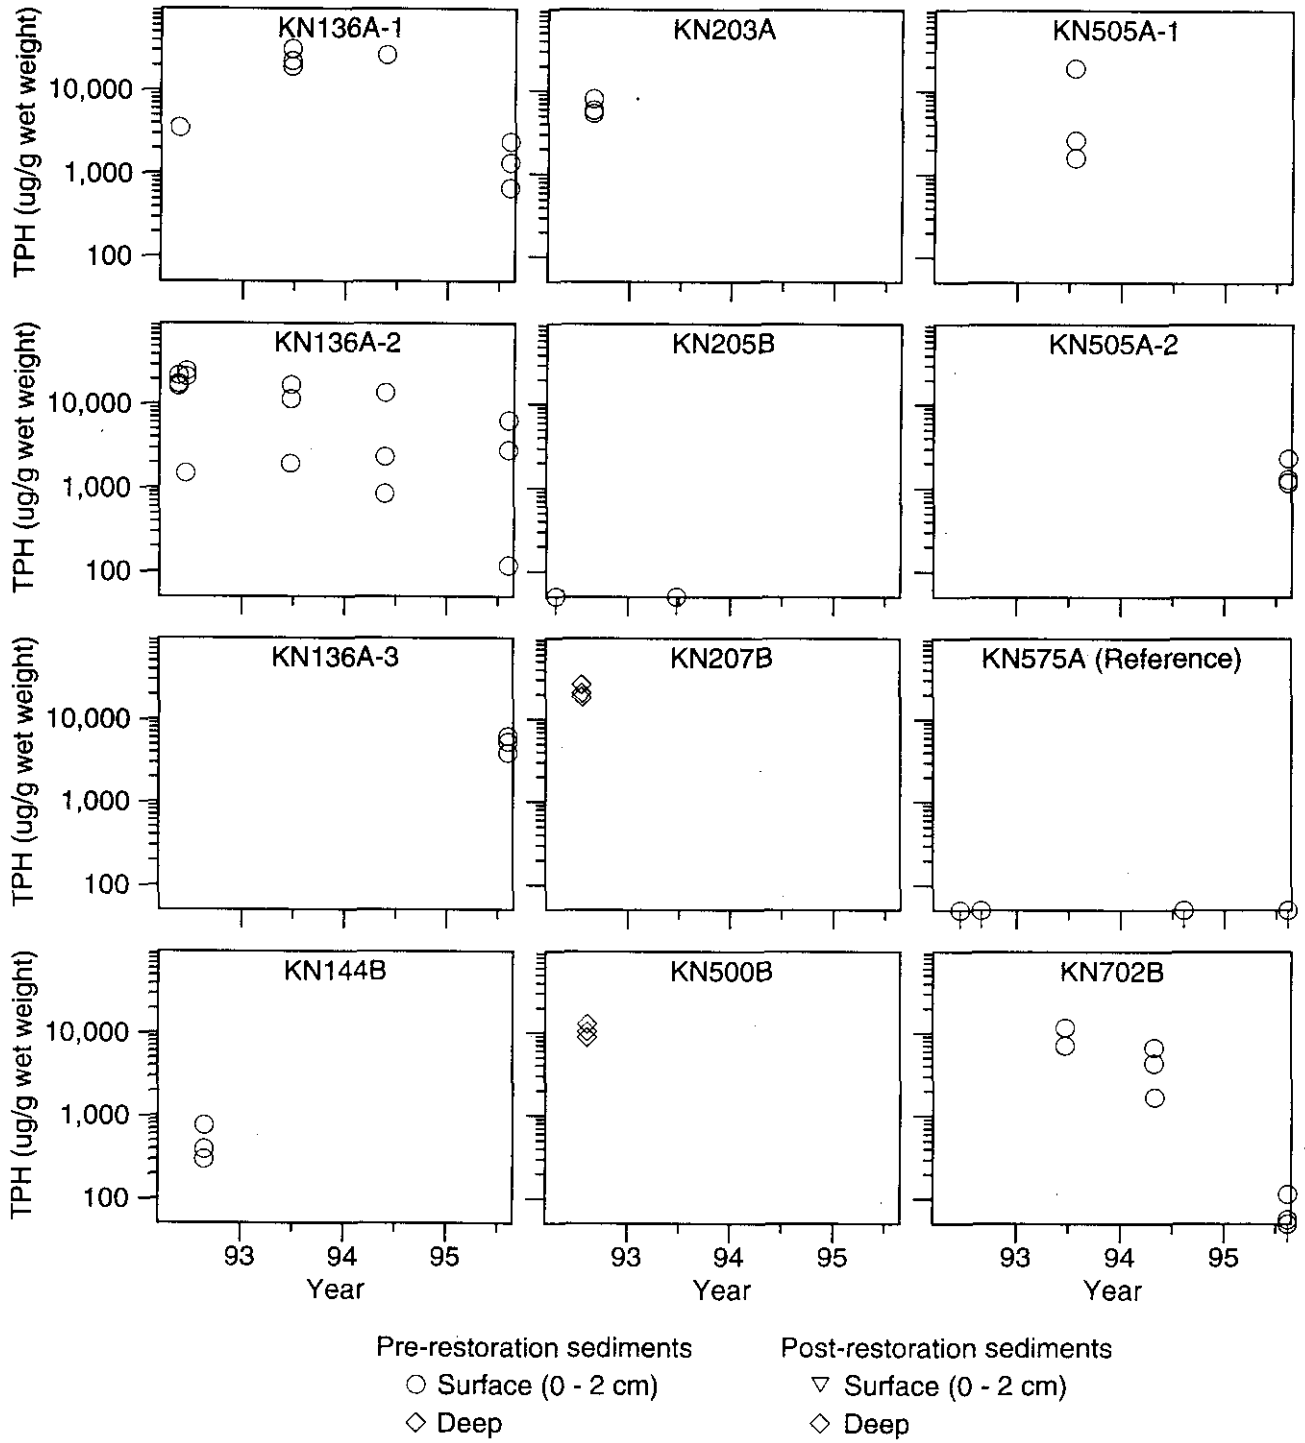 KN136A-1 KN203A KN505A-1
TPH (ug/g wet weight)
10,000
1,000
100
KN136A-2 KN205B KN505A-2
TPH (ug/g wet weight)
10,000
1,000
100
KN136A-3 KN207B KN575A (Reference)
TPH (ug/g wet weight)
10,000
1,000
100
KN144B KN500B KN702B
TPH (ug/g wet weight)
10,000
1,000
100
93 94 95 93 94 95 93 94 95
Year Year Year
Pre-restoration sediments Post-restoration sediments
Surface (0 - 2 cm) Surface (0 - 2 cm)
Deep Deep